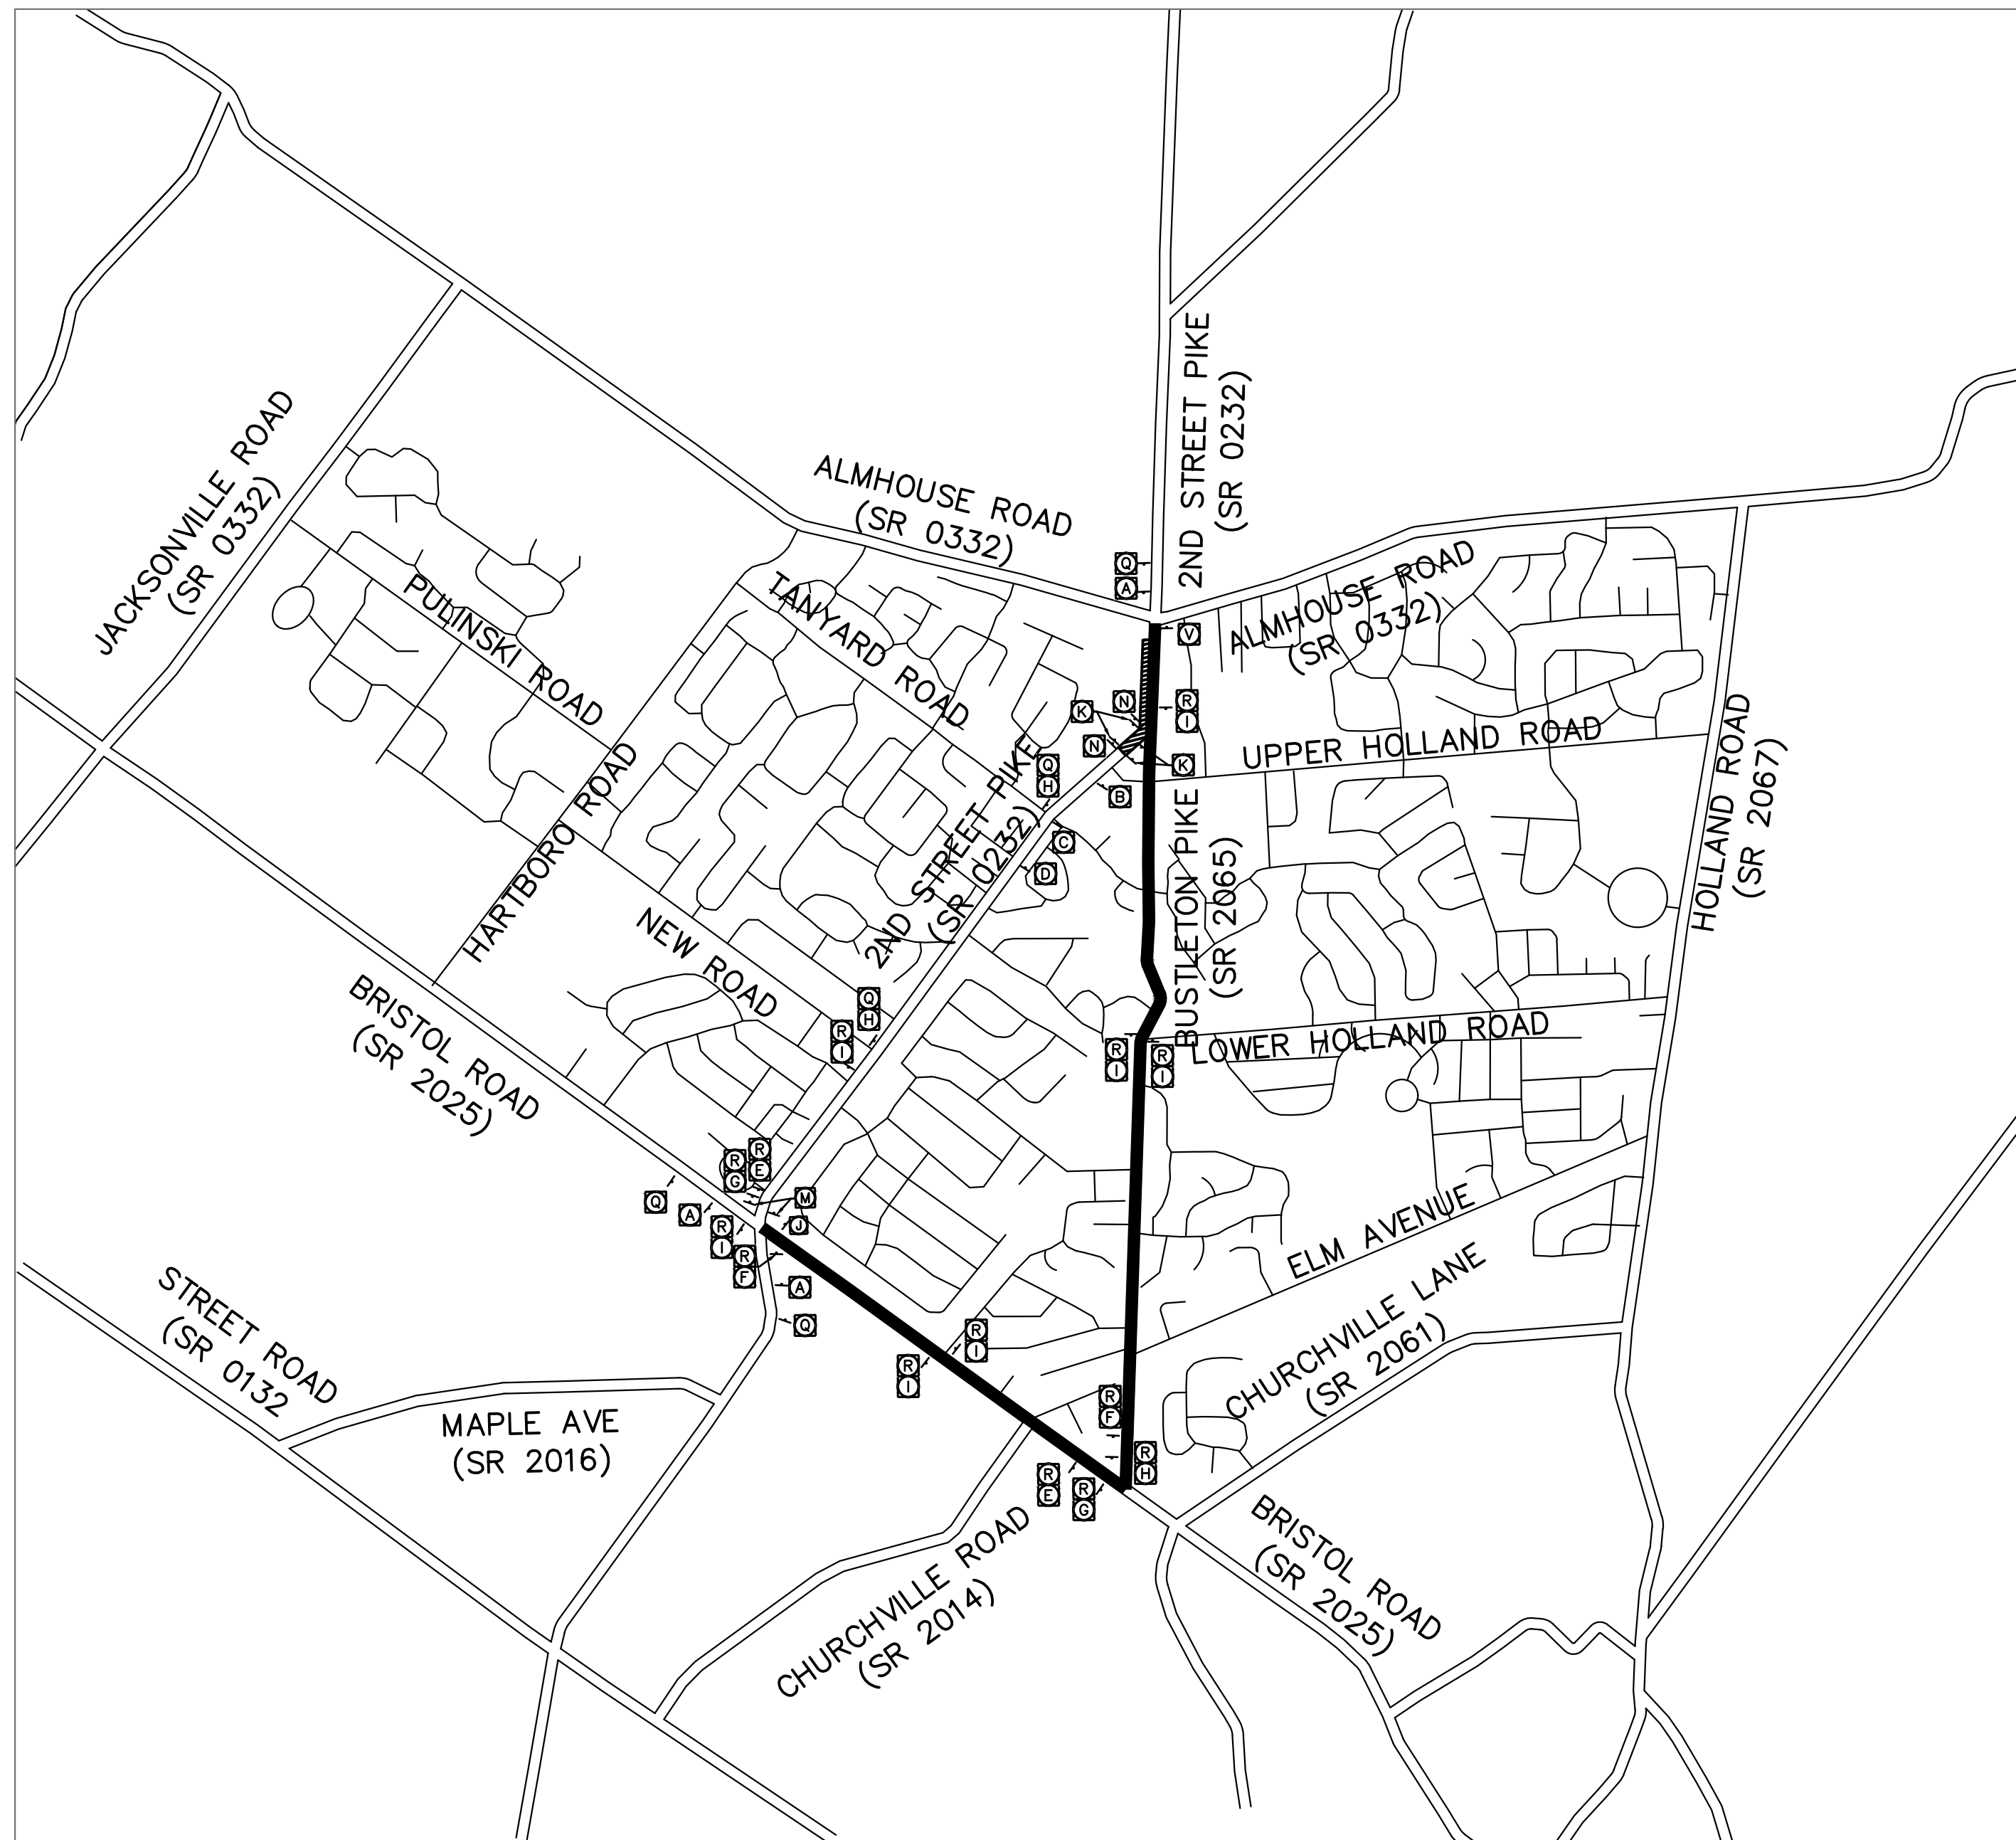 2ND STREET PIKE
(SR 0232)
JACKSONVILLE ROAD
(SR 0332)
ALMHOUSE ROAD
(SR 0332)
ALMHOUSE ROAD
(SR 0332)
PULINSKI ROAD
TANYARD ROAD
HARTBORO ROAD
NEW ROAD
2ND STREET PIKE
(SR 0232)
UPPER HOLLAND ROAD
HOLLAND ROAD
(SR 2067)
BUSTLETON PIKE
(SR 2065)
LOWER HOLLAND ROAD
BRISTOL ROAD
(SR 2025)
ELM AVENUE
CHURCHVILLE LANE
(SR 2061)
STREET ROAD
(SR 0132
MAPLE AVE
(SR 2016)
CHURCHVILLE ROAD
(SR 2014)
BRISTOL ROAD
(SR 2025)
Q
A
V
N
K
R
I
N
K
Q
H
B
C
D
Q
H
R
I
R
I
R
I
R
E
R
G
M
Q
A
J
R
I
R
F
A
Q
R
I
R
I
R
F
R
H
R
E
R
G